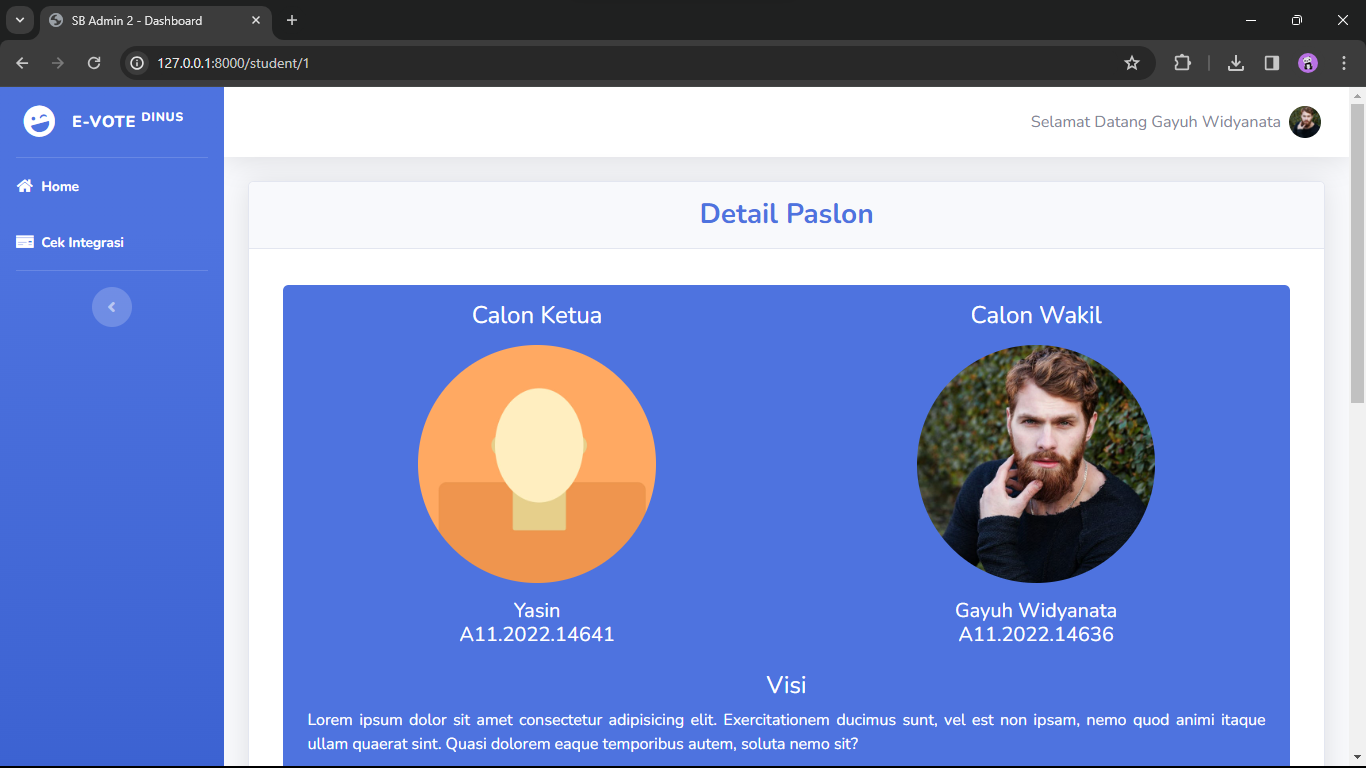 SB Admin 2 - Dashboard
127.0.0.1:8000/student/1
E-VOTE DINUS
Selamat Datang Gayuh Widyanata
Home
Cek Integrasi
Detail Paslon
Calon Ketua
Calon Wakil
Yasin
A11.2022.14641
Gayuh Widyanata
A11.2022.14636
Visi
Lorem ipsum dolor sit amet consectetur adipisicing elit. Exercitationem ducimus sunt, vel est non ipsam, nemo quod animi itaque
ullam quaerat sint. Quasi dolorem eaque temporibus autem, soluta nemo sit?